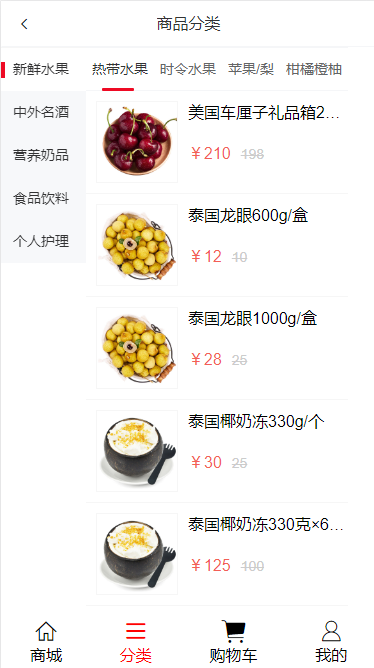 商品分类
新鲜水果
中外名酒
营养奶品
食品饮料
个人护理
热带水果 时令水果 苹果/梨 柑橘橙柚
美国车厘子礼品箱2...
￥210 198
泰国龙眼600g/盒
￥12 10
泰国龙眼1000g/盒
￥28 25
泰国椰奶冻330g/个
￥30 25
泰国椰奶冻330克×6...
￥125 100
商城 分类 购物车 我的